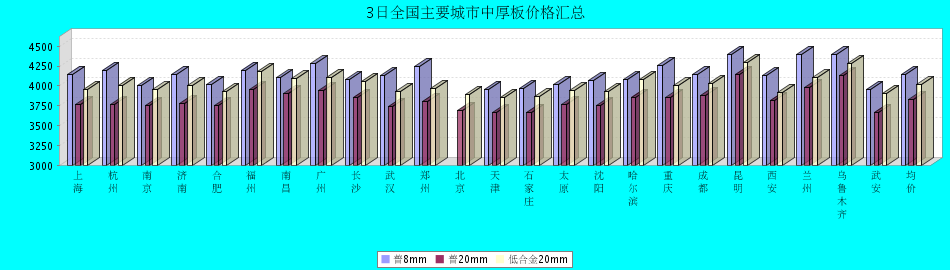 3日全国主要城市中厚板价格汇总
4500
4250
4000
3750
3500
3250
3000
上海 杭州 南京 济南 合肥 福州 南昌 广州 长沙 武汉 郑州 北京 天津 石家庄 太原 沈阳 哈尔滨 重庆 成都 昆明 西安 兰州 乌鲁木齐 武安 均价
普8mm 普20mm 低合金20mm